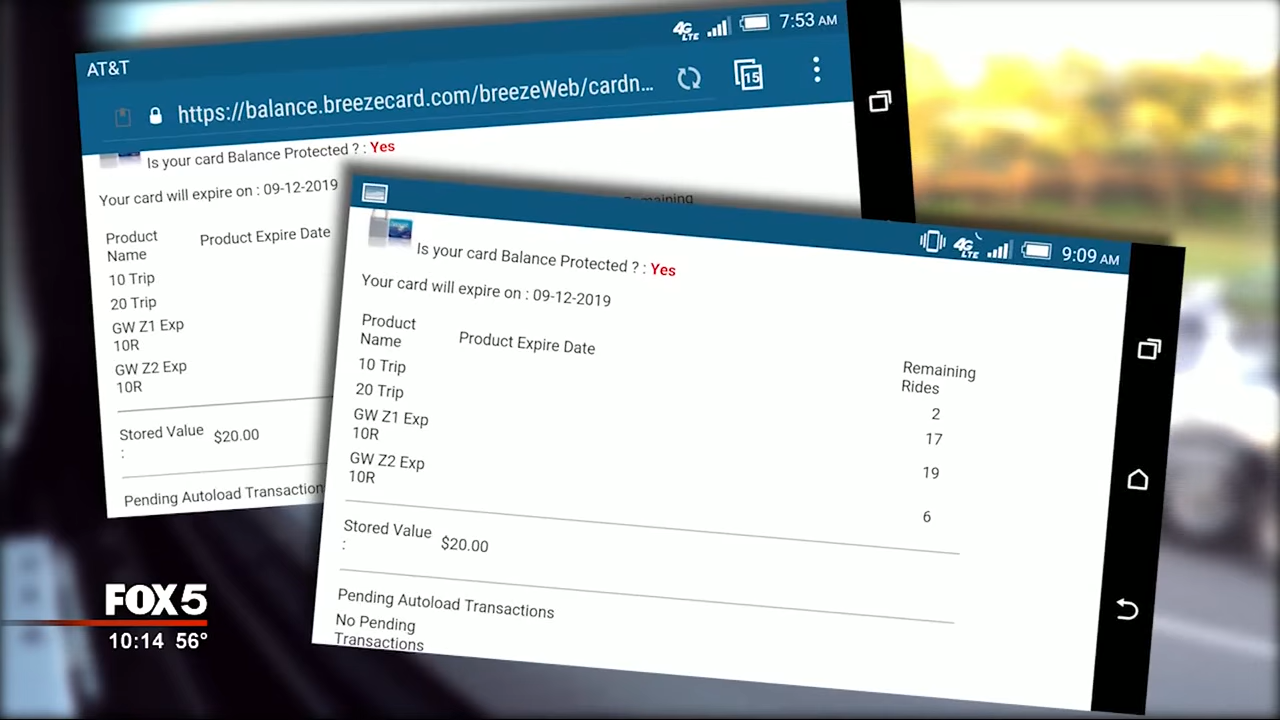 7:53 AM
AT&T
https://balance.breezecard.com/breezeWeb/cardn...
15
Is your card Balance Protected ? : Yes
Your card will expire on : 09-12-2019
Remaining
Product
Name
Product Expire Date
10 Trip
20 Trip
GW Z1 Exp
10R
GW Z2 Exp
10R
Stored Value
:
$20.00
Pending Autoload Transaction
9:09 AM
Is your card Balance Protected ? : Yes
Your card will expire on : 09-12-2019
Product
Name
Product Expire Date
Remaining
Rides
10 Trip
2
20 Trip
17
GW Z1 Exp
10R
19
GW Z2 Exp
10R
6
Stored Value
:
$20.00
Pending Autoload Transactions
No Pending
Transactions
FOX 5
10:14 56°